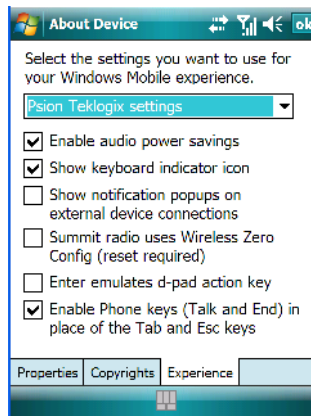 About Device
ok
Select the settings you want to use for
your Windows Mobile experience.
Psion Teklogix settings
Enable audio power savings
Show keyboard indicator icon
Show notification popups on
external device connections
Summit radio uses Wireless Zero
Config (reset required)
Enter emulates d-pad action key
Enable Phone keys (Talk and End) in
place of the Tab and Esc keys
Properties Copyrights Experience